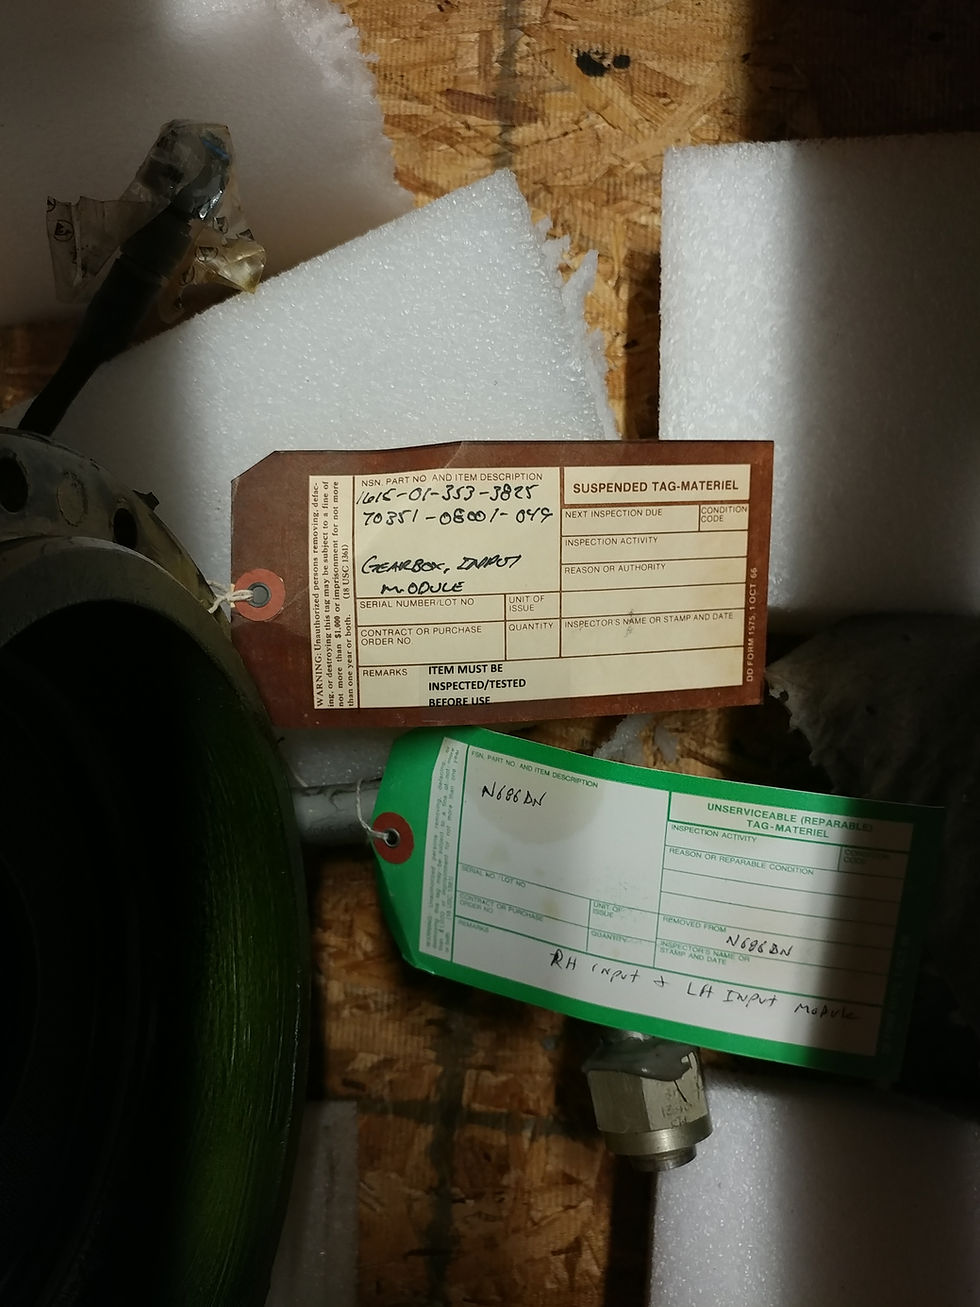 WARNING: Unauthorized persons removing, defac-
ing, or destroying this tag may be subject to a fine of
not more than $1,000 or imprisonment for not more
than one year or both. (18 USC 1361)
NSN, PART NO. AND ITEM DESCRIPTION
1615-01-353-3825
70351-08001-049
GEARBOX, INPUT
MODULE
SERIAL NUMBER/LOT NO
UNIT OF
ISSUE
CONTRACT OR PURCHASE
ORDER NO
QUANTITY
REMARKS
ITEM MUST BE
INSPECTED/TESTED
BEFORE USE
SUSPENDED TAG-MATERIEL
NEXT INSPECTION DUE
CONDITION
CODE
INSPECTION ACTIVITY
REASON OR AUTHORITY
INSPECTOR'S NAME OR STAMP AND DATE
DD FORM 1575, 1 OCT 66
FSN, PART NO. AND ITEM DESCRIPTION
N686DN
SERIAL NO./LOT NO
CONTRACT OR PURCHASE
ORDER NO
UNIT OF
ISSUE
QUANTITY
REMARKS
RH INPUT & LH INPUT MODULE
UNSERVICEABLE (REPARABLE)
TAG-MATERIEL
INSPECTION ACTIVITY
CONDITION
CODE
REASON OR REPARABLE CONDITION
REMOVED FROM
N686DN
INSPECTOR'S NAME OR
STAMP AND DATE